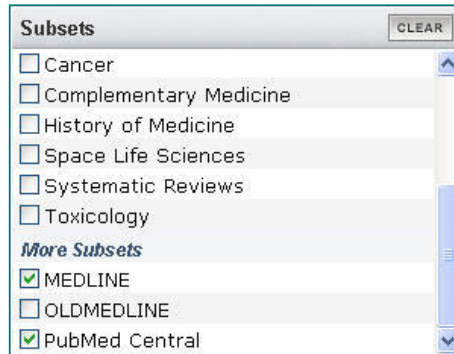 Subsets CLEAR
Cancer
Complementary Medicine
History of Medicine
Space Life Sciences
Systematic Reviews
Toxicology
More Subsets
MEDLINE
OLDMEDLINE
PubMed Central